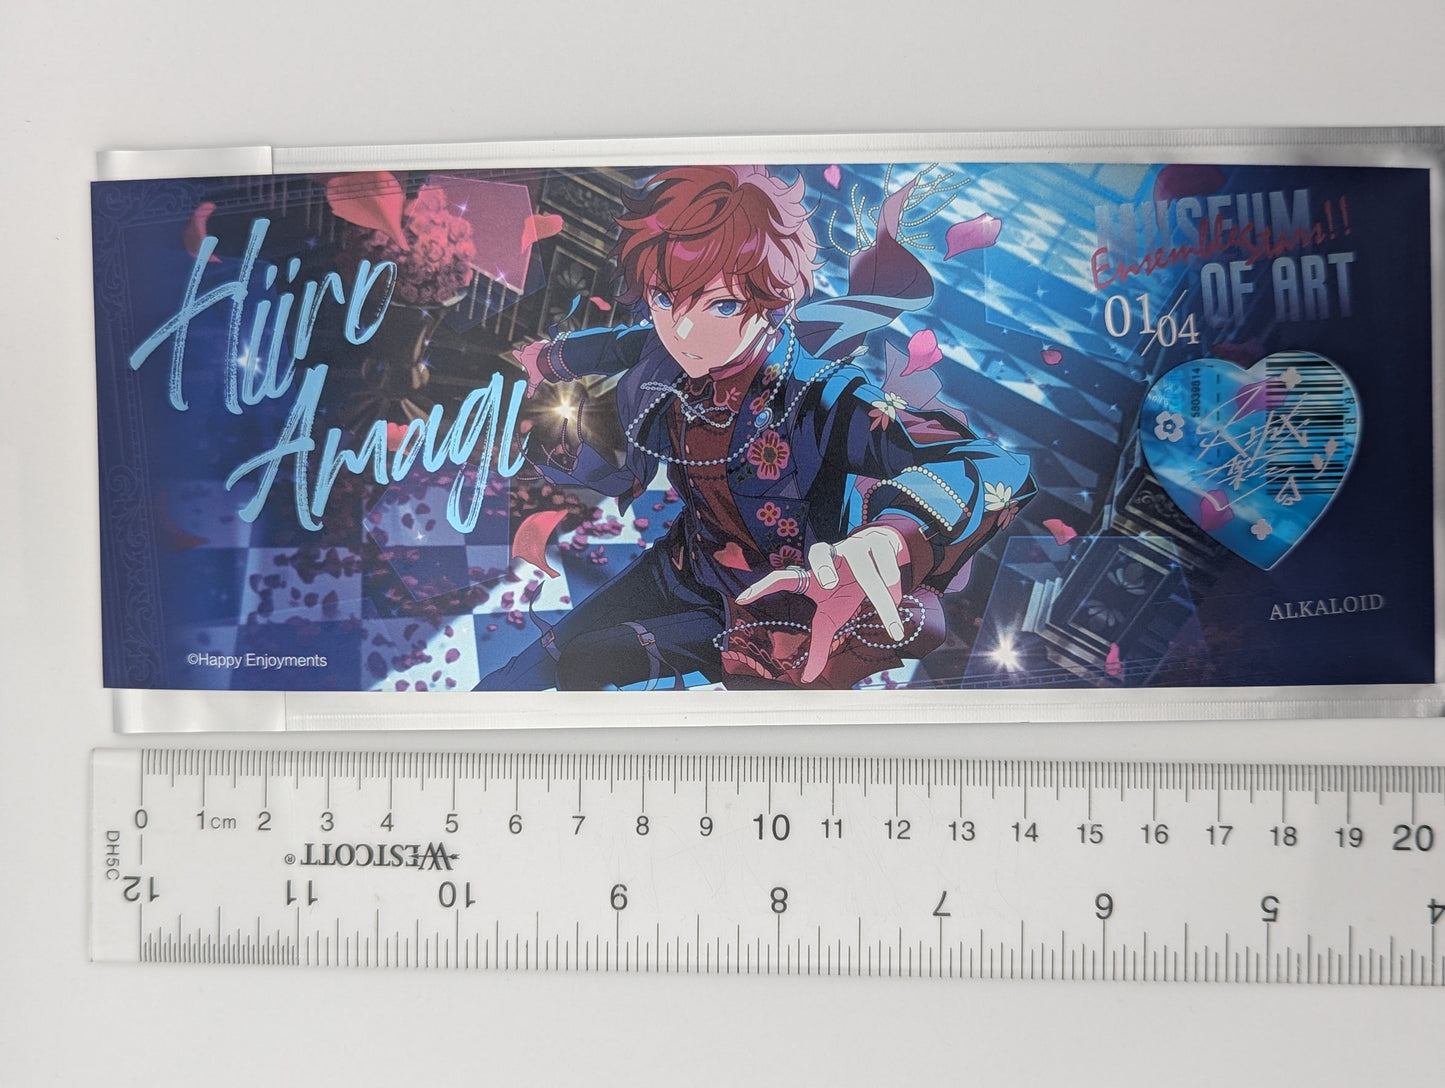 Hiiro
Amagi
MUSEUM
Ensemble Stars!!
OF ART
01/04
58039814
ALKALOID
©Happy Enjoyments
0 1cm 2 3 4 5 6 7 8 9 10 11 12 13 14 15 16 17 18 19 20
DH5C
WESTCOTT®
12 11 10 9 8 7 6 5 4